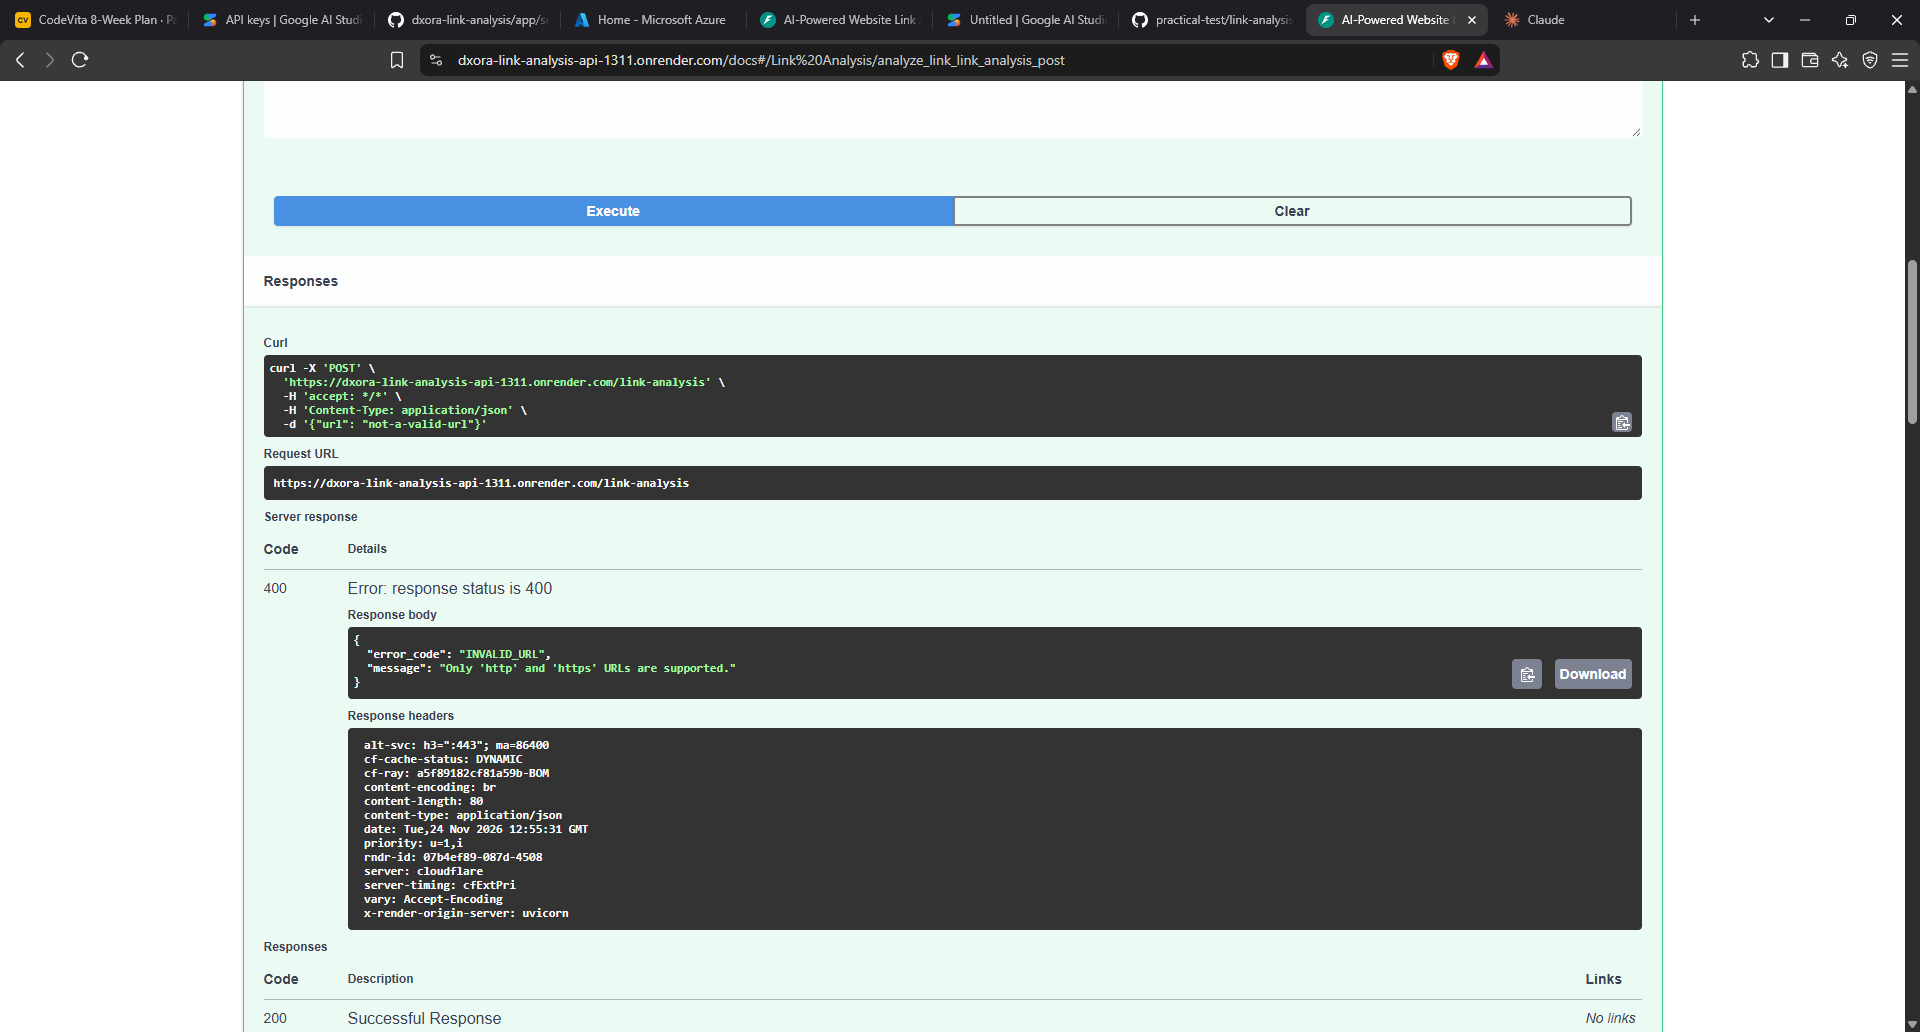 CodeVita 8-Week Plan · Pa
API keys | Google AI Studi
dxora-link-analysis/app/se
Home - Microsoft Azure
AI-Powered Website Link A
Untitled | Google AI Studi
practical-test/link-analysis
AI-Powered Website
Claude
dxora-link-analysis-api-1311.onrender.com/docs#/Link%20Analysis/analyze_link_link_analysis_post
Execute
Clear
Responses
Curl
curl -X 'POST' \
'https://dxora-link-analysis-api-1311.onrender.com/link-analysis' \
-H 'accept: */*' \
-H 'Content-Type: application/json' \
-d '{"url": "not-a-valid-url"}'
Request URL
https://dxora-link-analysis-api-1311.onrender.com/link-analysis
Server response
Code Details
400 Error: response status is 400
Response body
{
"error_code": "INVALID_URL",
"message": "Only 'http' and 'https' URLs are supported."
}
Download
Response headers
alt-svc: h3=":443"; ma=86400
cf-cache-status: DYNAMIC
cf-ray: a5f89182cf81a59b-BOM
content-encoding: br
content-length: 80
content-type: application/json
date: Tue,24 Nov 2026 12:55:31 GMT
priority: u=1,i
rndr-id: 07b4ef89-087d-4508
server: cloudflare
server-timing: cfExtPri
vary: Accept-Encoding
x-render-origin-server: uvicorn
Responses
Code Description Links
200 Successful Response No links